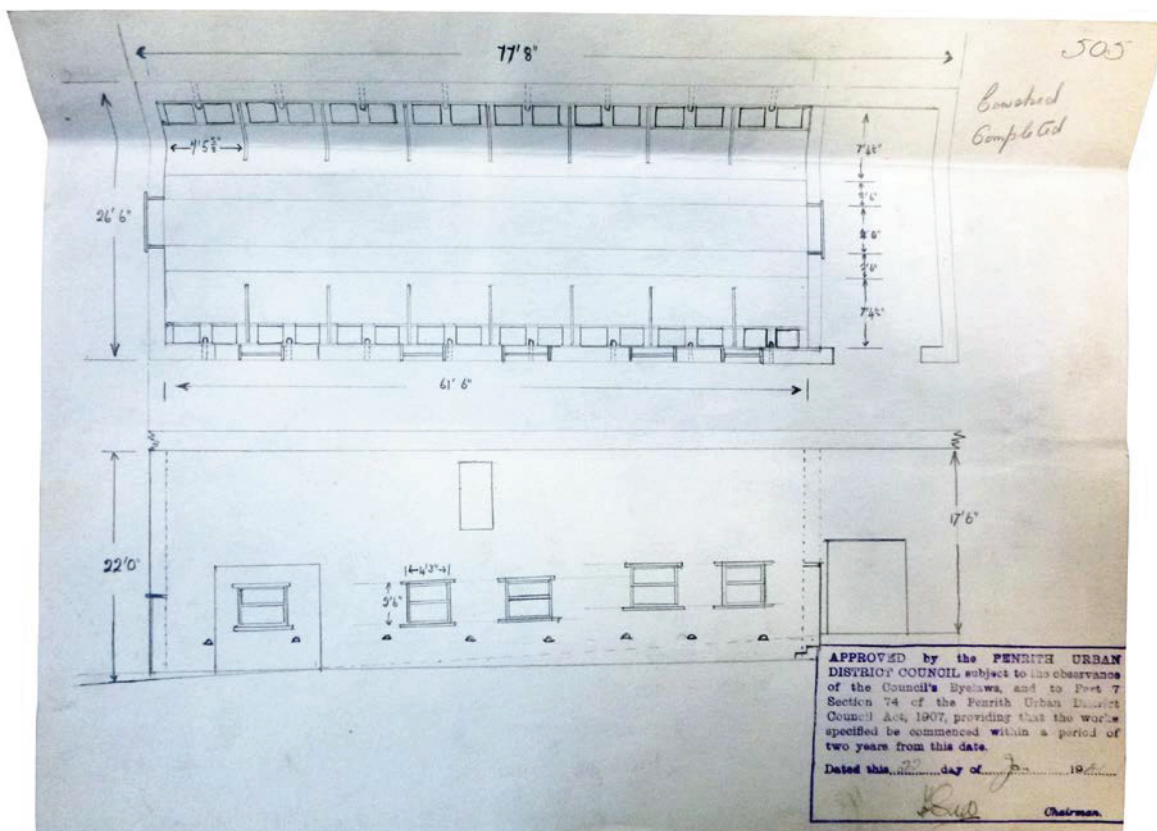 77'8"
505
Cowshed
Completed
7'5⅝"
7'4½"
26'6"
2'6"
7'4½"
61'6"
22'0"
17'6"
4'3"
3'6"
APPROVED by the PENRITH URBAN
DISTRICT COUNCIL subject to the observance
of the Council's Byelaws, and to Part 7
Section 74 of the Penrith Urban District
Council Act, 1907, providing that the works
specified be commenced within a period of
two years from this date.
Dated this 22 day of Jan 19
Chairman.